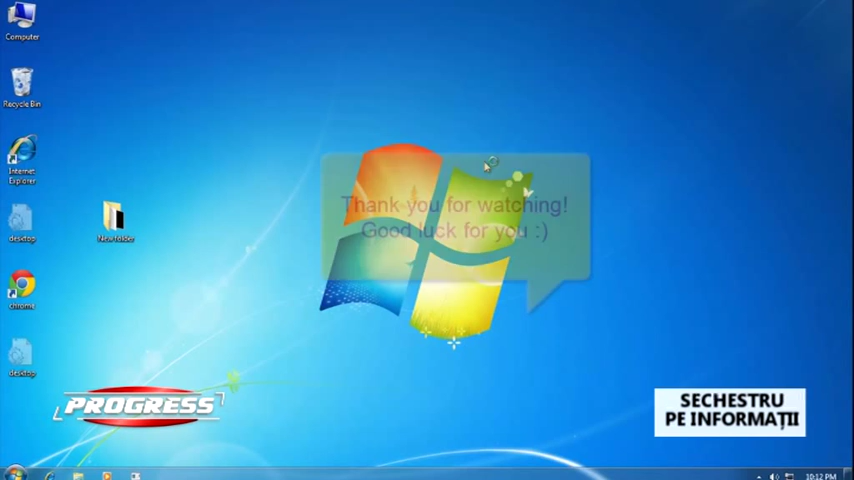 Computer
Recycle Bin
Internet
Explorer
desktop
New folder
chrome
desktop
Thank you for watching!
Good luck for you :)
PROGRESS
SECHESTRU
PE INFORMAȚII
10:12 PM